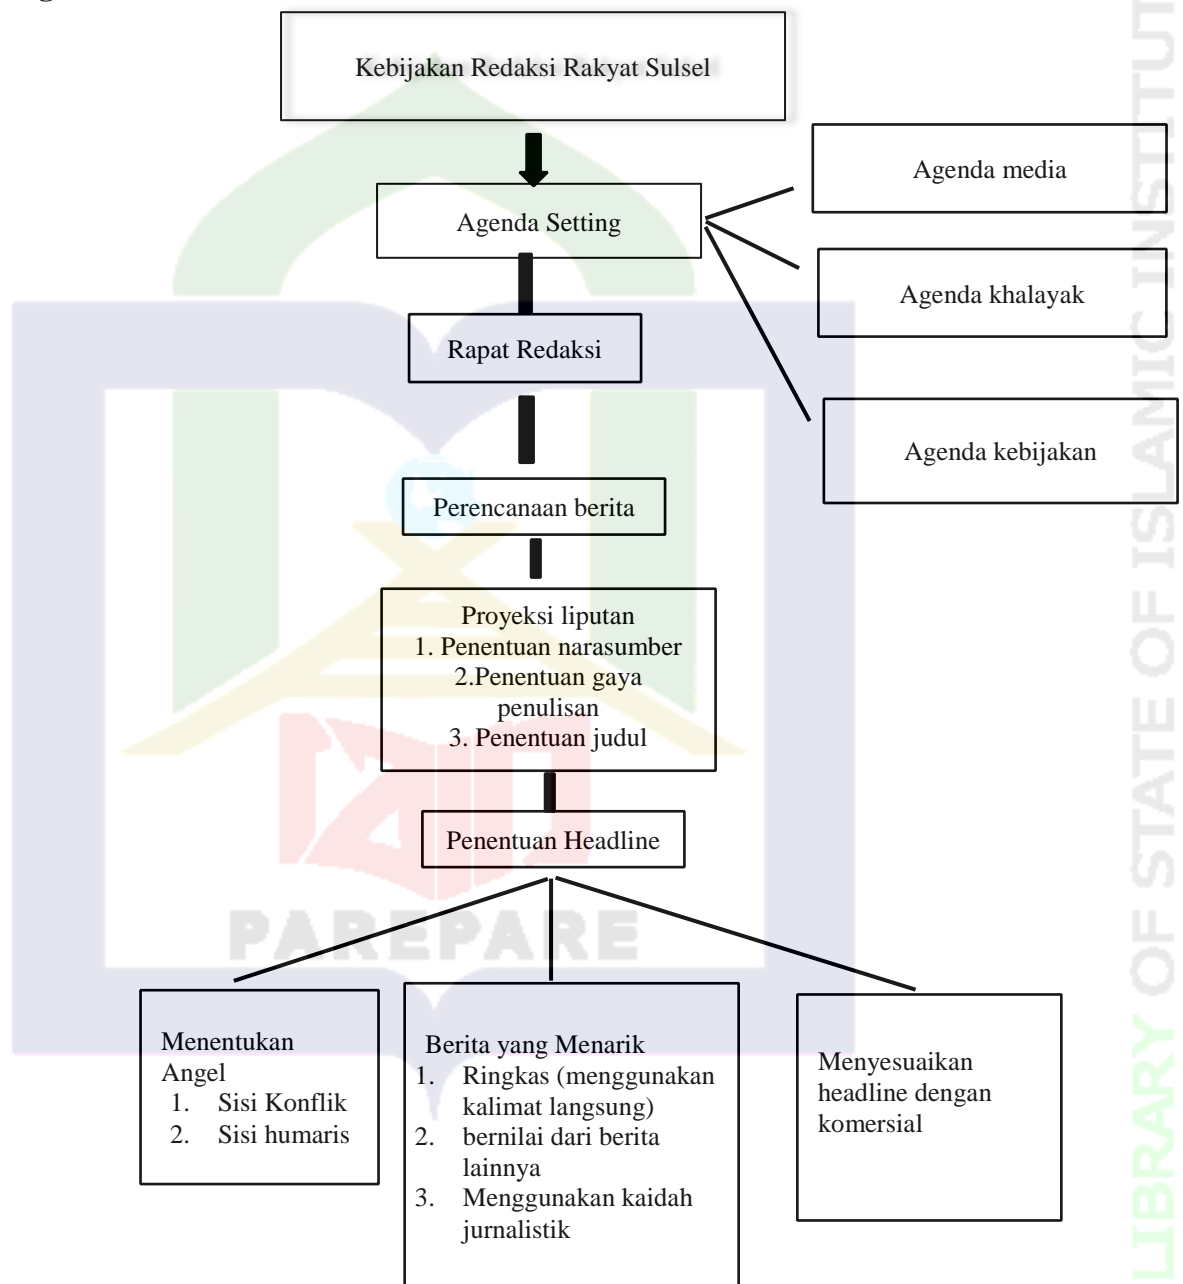 Kebijakan Redaksi Rakyat Sulsel
Agenda media
Agenda Setting
Agenda khalayak
Rapat Redaksi
Agenda kebijakan
Perencanaan berita
Proyeksi liputan
1. Penentuan narasumber
2.Penentuan gaya
penulisan
3. Penentuan judul
Penentuan Headline
PAREPARE
Menentukan
Angel
1. Sisi Konflik
2. Sisi humaris
Berita yang Menarik
1. Ringkas (menggunakan
kalimat langsung)
2. bernilai dari berita
lainnya
3. Menggunakan kaidah
jurnalistik
Menyesuaikan
headline dengan
komersial
LIBRARY OF STATE OF ISLAMIC